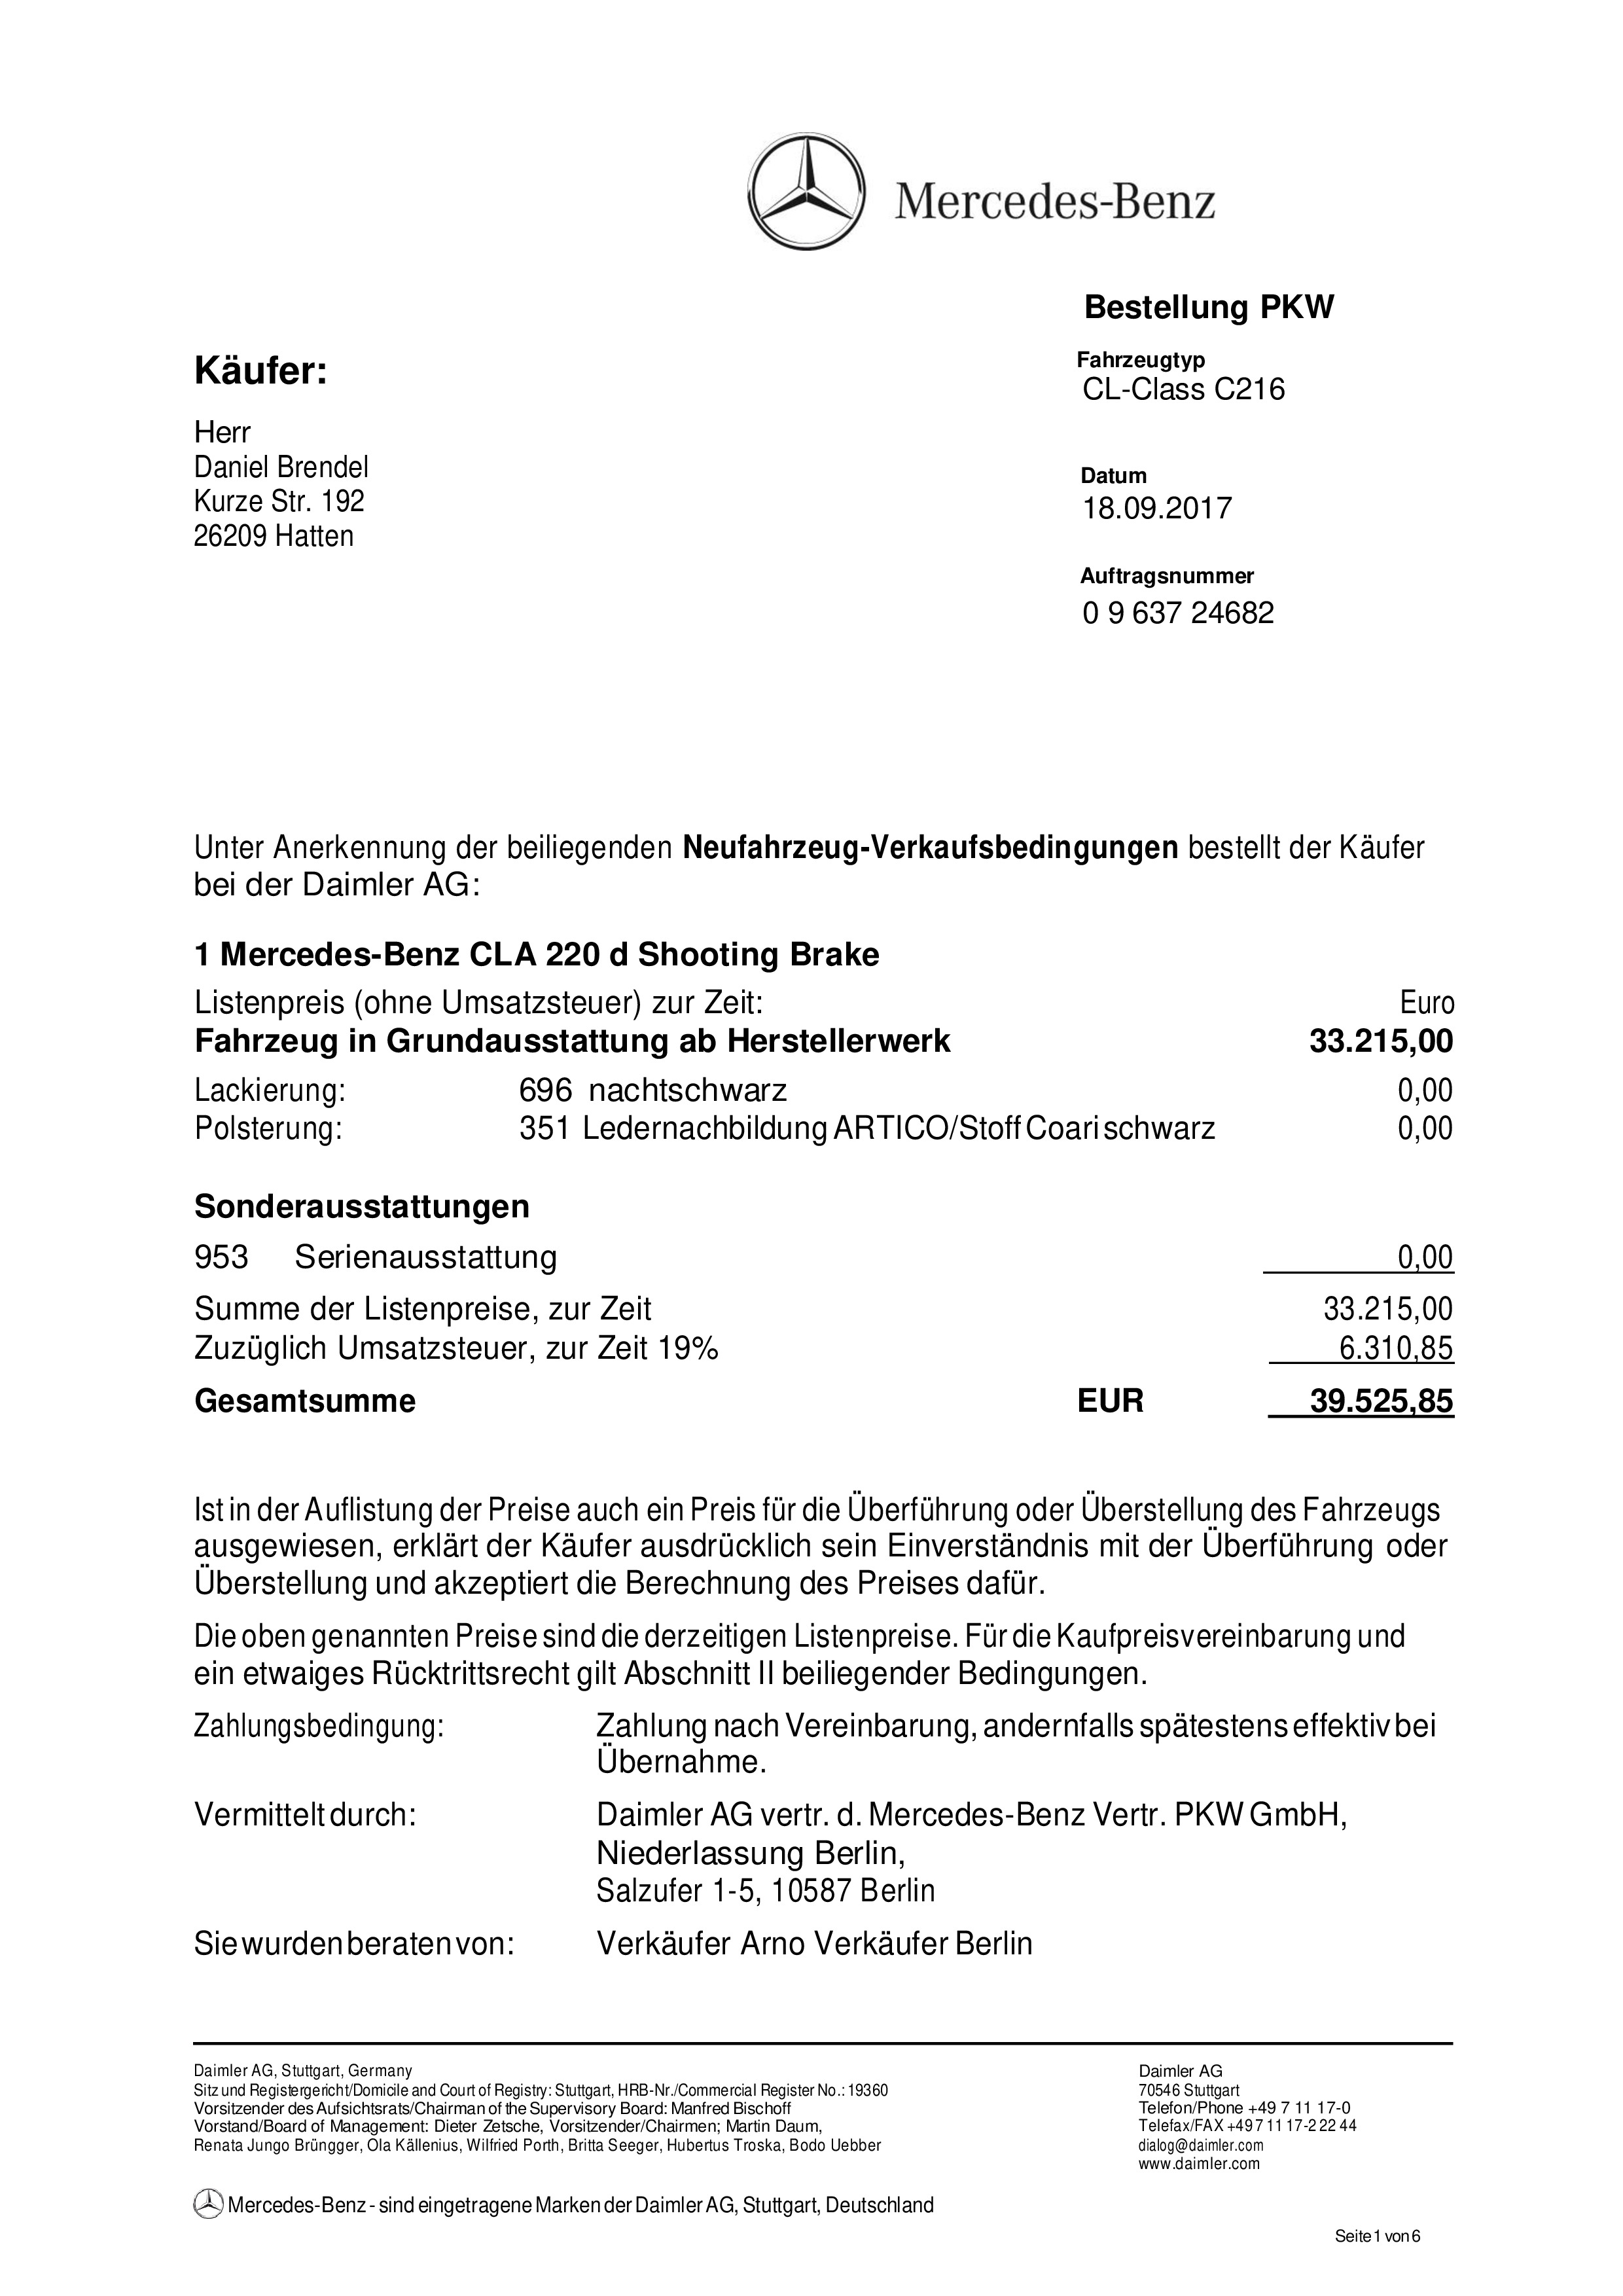 Mercedes-Benz
Bestellung PKW
Käufer:
Fahrzeugtyp
CL-Class C216
Herr
Daniel Brendel
Kurze Str. 192
26209 Hatten
Datum
18.09.2017
Auftragsnummer
0 9 637 24682
Unter Anerkennung der beiliegenden Neufahrzeug-Verkaufsbedingungen bestellt der Käufer
bei der Daimler AG:
1 Mercedes-Benz CLA 220 d Shooting Brake
Listenpreis (ohne Umsatzsteuer) zur Zeit: Euro
Fahrzeug in Grundausstattung ab Herstellerwerk 33.215,00
Lackierung: 696 nachtschwarz 0,00
Polsterung: 351 Ledernachbildung ARTICO/Stoff Coari schwarz 0,00
Sonderausstattungen
953 Serienausstattung 0,00
Summe der Listenpreise, zur Zeit 33.215,00
Zuzüglich Umsatzsteuer, zur Zeit 19% 6.310,85
Gesamtsumme EUR 39.525,85
Ist in der Auflistung der Preise auch ein Preis für die Überführung oder Überstellung des Fahrzeugs
ausgewiesen, erklärt der Käufer ausdrücklich sein Einverständnis mit der Überführung oder
Überstellung und akzeptiert die Berechnung des Preises dafür.
Die oben genannten Preise sind die derzeitigen Listenpreise. Für die Kaufpreisvereinbarung und
ein etwaiges Rücktrittsrecht gilt Abschnitt II beiliegender Bedingungen.
Zahlungsbedingung: Zahlung nach Vereinbarung, andernfalls spätestens effektiv bei
Übernahme.
Vermittelt durch: Daimler AG vertr. d. Mercedes-Benz Vertr. PKW GmbH,
Niederlassung Berlin,
Salzufer 1-5, 10587 Berlin
Sie wurden beraten von: Verkäufer Arno Verkäufer Berlin
Daimler AG, Stuttgart, Germany
Sitz und Registergericht/Domicile and Court of Registry: Stuttgart, HRB-Nr./Commercial Register No.: 19360
Vorsitzender des Aufsichtsrats/Chairman of the Supervisory Board: Manfred Bischoff
Vorstand/Board of Management: Dieter Zetsche, Vorsitzender/Chairmen; Martin Daum,
Renata Jungo Brüngger, Ola Källenius, Wilfried Porth, Britta Seeger, Hubertus Troska, Bodo Uebber
Daimler AG
70546 Stuttgart
Telefon/Phone +49 7 11 17-0
Telefax/FAX +49 7 11 17-2 22 44
dialog@daimler.com
www.daimler.com
Mercedes-Benz - sind eingetragene Marken der Daimler AG, Stuttgart, Deutschland
Seite 1 von 6